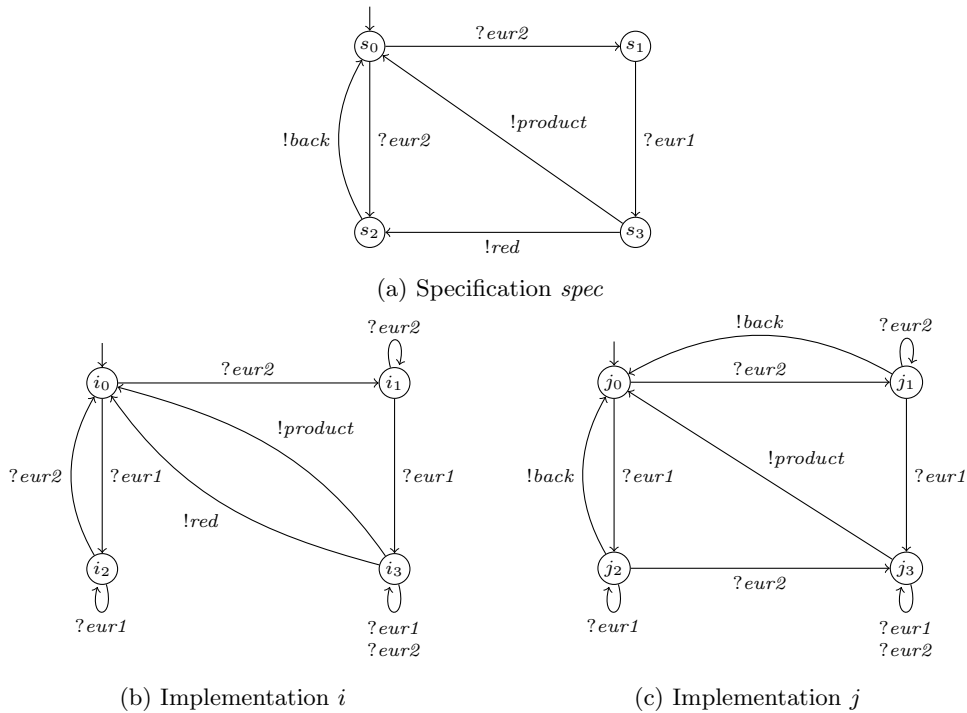 s0
?eur2
s1
!back
?eur2
!product
?eur1
s2
!red
s3
(a) Specification spec
i0
?eur2
?eur2
i1
?eur2
?eur1
!product
!red
?eur1
i2
?eur1
i3
?eur1
?eur2
(b) Implementation i
!back
?eur2
j0
?eur2
j1
!back
?eur1
!product
?eur1
j2
?eur2
j3
?eur1
?eur1
?eur2
(c) Implementation j